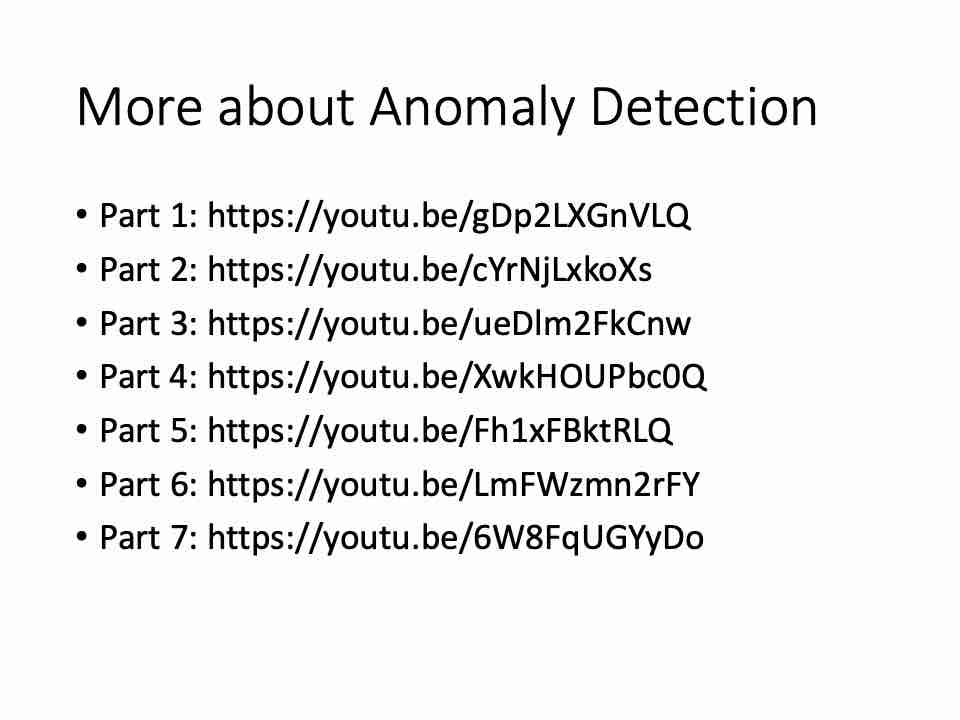 More about Anomaly Detection
• Part 1: https://youtu.be/gDp2LXGnVLQ
• Part 2: https://youtu.be/cYrNjLxkoXs
• Part 3: https://youtu.be/ueDlm2FkCnw
• Part 4: https://youtu.be/XwkHOUPbc0Q
• Part 5: https://youtu.be/Fh1xFBktRLQ
• Part 6: https://youtu.be/LmFWzmn2rFY
• Part 7: https://youtu.be/6W8FqUGYyDo